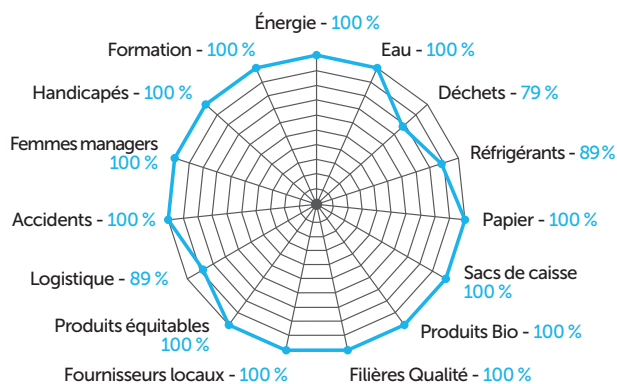 Énergie - 100 %
Eau - 100 %
Déchets - 79 %
Réfrigérants - 89 %
Papier - 100 %
Sacs de caisse
100 %
Produits Bio - 100 %
Filières Qualité - 100 %
Fournisseurs locaux - 100 %
Produits équitables
100 %
Logistique - 89 %
Accidents - 100 %
Femmes managers
100 %
Handicapés - 100 %
Formation - 100 %